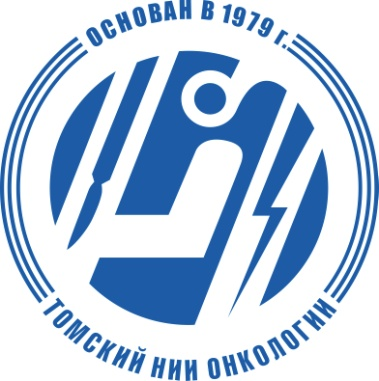 ОСНОВАН В 1979 г.
ТОМСКИЙ НИИ ОНКОЛОГИИ